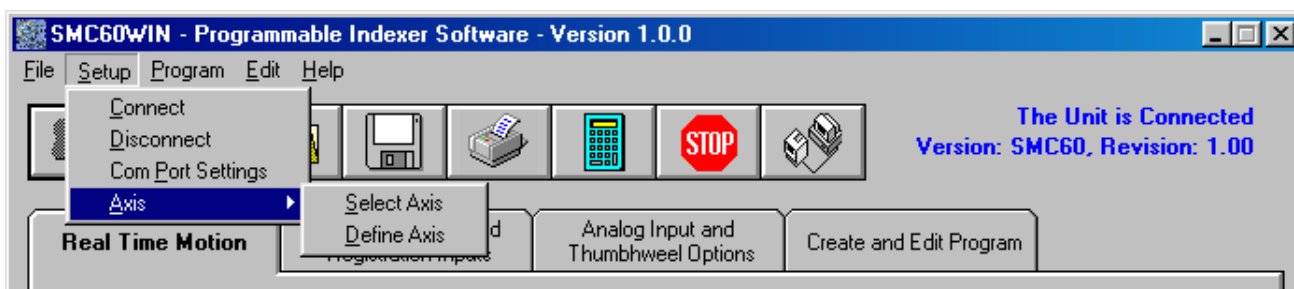 SMC60WIN - Programmable Indexer Software - Version 1.0.0
File Setup Program Edit Help
Connect
Disconnect
Com Port Settings
Axis
Select Axis
Define Axis
STOP
The Unit is Connected
Version: SMC60, Revision: 1.00
Real Time Motion
Analog Input and
Thumbhweel Options
Create and Edit Program